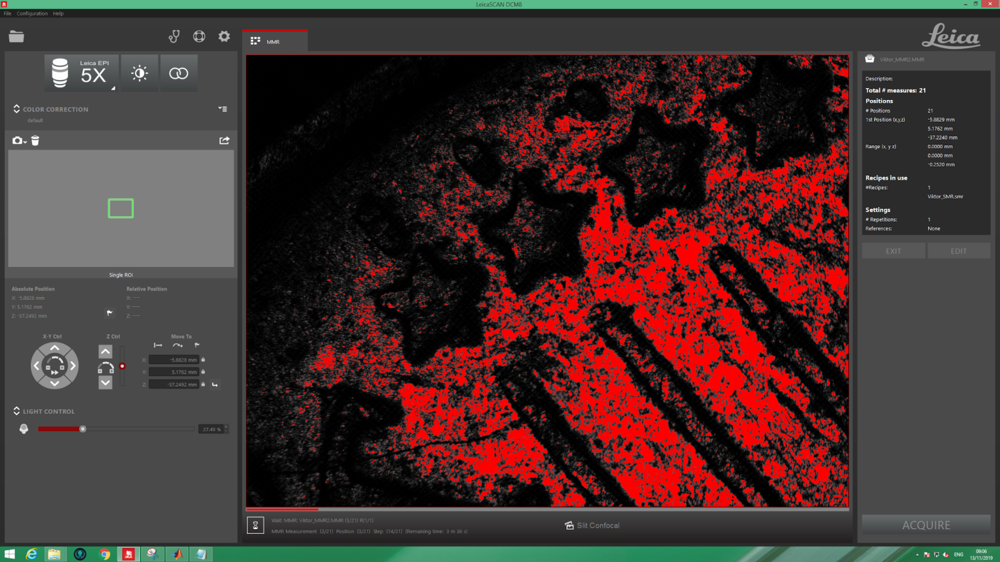 LeicaSCAN DCM8
File Configuration Help
MMR
Leica
Leica EPI
5X
COLOR CORRECTION
default
Single ROI
Absolute Position Relative Position
X: -5.8828 mm X: ----
Y: 5.1762 mm Y: ----
Z: -37.2492 mm Z: ----
X-Y Ctrl Z Ctrl Move To
X: -5.8828 mm
Y: 5.1762 mm
Z: -37.2492 mm
LIGHT CONTROL
27.49 %
Wait: MMR: Viktor_MMR2.MMR (3/21) R(1/1)
MMR Measurement (3/21) Position (3/21) Step (14/21) (Remaining time: 3 m 36 s)
Slit Confocal
Viktor_MMR2.MMR
Description:
Total # measures: 21
Positions
# Positions 21
1st Position (x,y,z) -5.8829 mm
5.1762 mm
-37.2240 mm
Range (x, y z) 0.0000 mm
0.0000 mm
-0.2520 mm
Recipes in use
#Recipes: 1
Viktor_SMR.smr
Settings
# Repetitions: 1
References: None
EXIT EDIT
ACQUIRE
ENG
09:06
13/11/2019